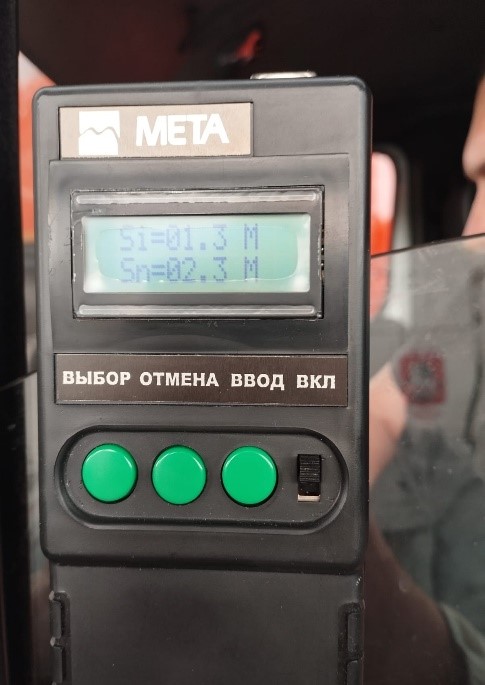 МЕТА
Si=01.3 M
Sn=02.3 M
ВЫБОР ОТМЕНА ВВОД ВКЛ